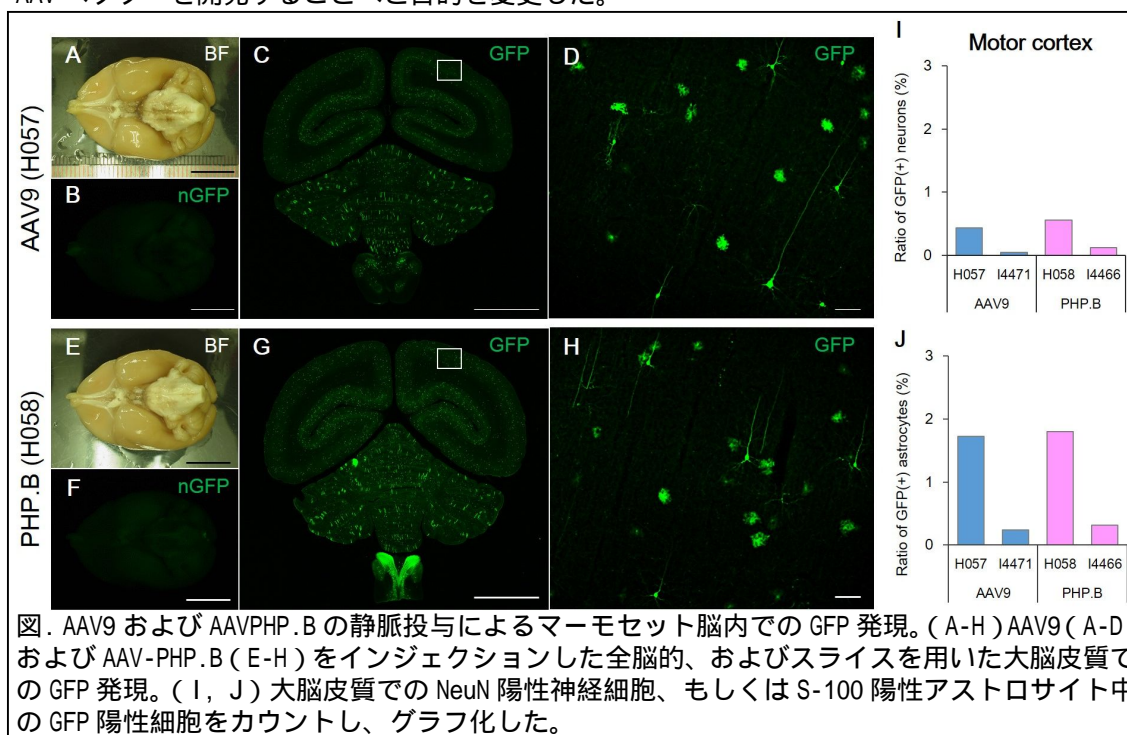 AAV ベクターを開発することへと目的を変更した。
A BF
B nGFP
AAV9 (H057)
C GFP
D GFP
E BF
F nGFP
PHP.B (H058)
G GFP
H GFP
I
Motor cortex
Ratio of GFP(+) neurons (%)
3
2
1
0
H057 I4471 H058 I4466
AAV9 PHP.B
J
Ratio of GFP(+) astrocytes (%)
3
2
1
0
H057 I4471 H058 I4466
AAV9 PHP.B
図. AAV9 および AAVPHP.B の静脈投与によるマーモセット脳内での GFP 発現。(A-H)AAV9(A-D
および AAV-PHP.B(E-H)をインジェクションした全脳的、およびスライスを用いた大脳皮質で
の GFP 発現。(I, J)大脳皮質での NeuN 陽性神経細胞、もしくは S-100 陽性アストロサイト中
の GFP 陽性細胞をカウントし、グラフ化した。